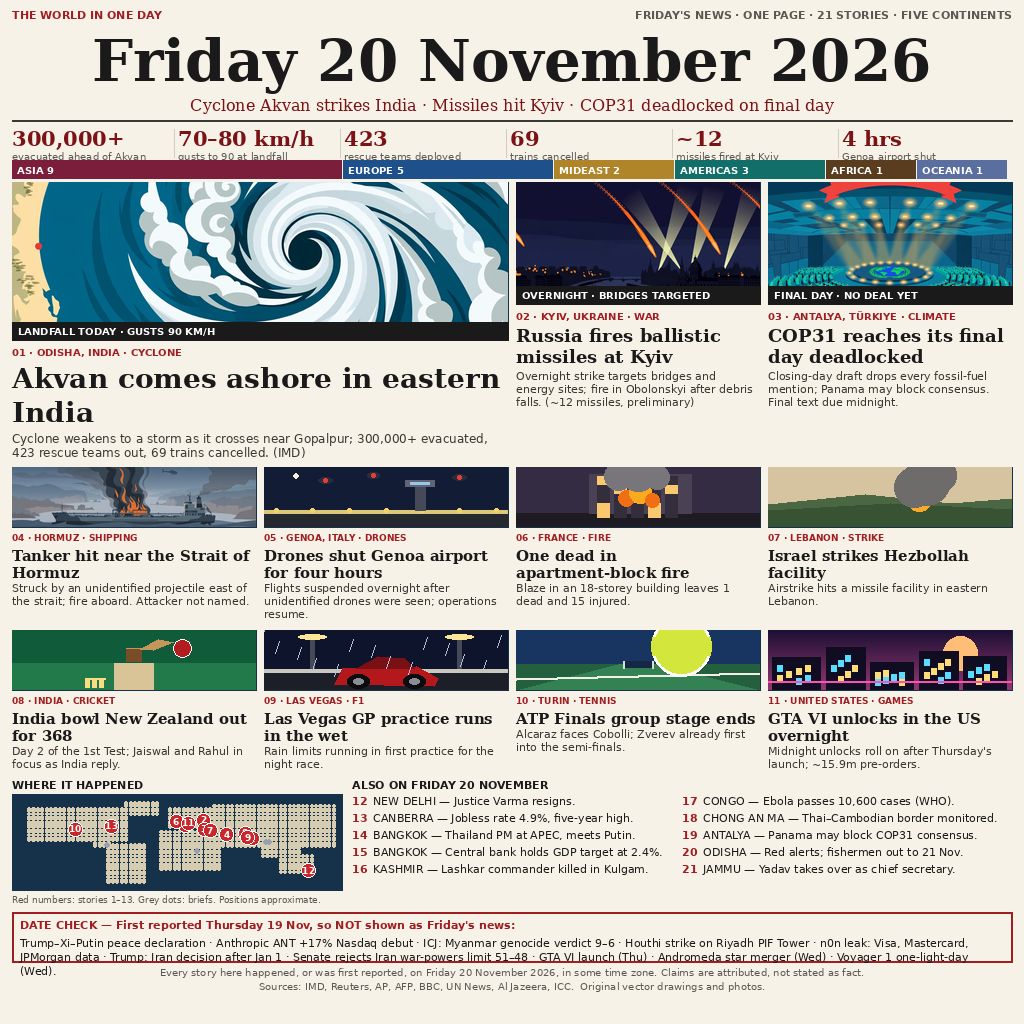 THE WORLD IN ONE DAY
FRIDAY'S NEWS · ONE PAGE · 21 STORIES · FIVE CONTINENTS
Friday 20 November 2026
Cyclone Akvan strikes India · Missiles hit Kyiv · COP31 deadlocked on final day
300,000+
evacuated ahead of Akvan
70–80 km/h
gusts to 90 at landfall
423
rescue teams deployed
69
trains cancelled
~12
missiles fired at Kyiv
4 hrs
Genoa airport shut
ASIA 9
EUROPE 5
MIDEAST 2
AMERICAS 3
AFRICA 1
OCEANIA 1
LANDFALL TODAY · GUSTS 90 KM/H
01 · ODISHA, INDIA · CYCLONE
Akvan comes ashore in eastern
India
Cyclone weakens to a storm as it crosses near Gopalpur; 300,000+ evacuated,
423 rescue teams out, 69 trains cancelled. (IMD)
OVERNIGHT · BRIDGES TARGETED
02 · KYIV, UKRAINE · WAR
Russia fires ballistic
missiles at Kyiv
Overnight strike targets bridges and
energy sites; fire in Obolonskyi after debris
falls. (~12 missiles, preliminary)
FINAL DAY · NO DEAL YET
03 · ANTALYA, TÜRKIYE · CLIMATE
COP31 reaches its final
day deadlocked
Closing-day draft drops every fossil-fuel
mention; Panama may block consensus.
Final text due midnight.
04 · HORMUZ · SHIPPING
Tanker hit near the Strait of
Hormuz
Struck by an unidentified projectile east of
the strait; fire aboard. Attacker not named.
05 · GENOA, ITALY · DRONES
Drones shut Genoa airport
for four hours
Flights suspended overnight after
unidentified drones were seen; operations
resume.
06 · FRANCE · FIRE
One dead in
apartment-block fire
Blaze in an 18-storey building leaves 1
dead and 15 injured.
07 · LEBANON · STRIKE
Israel strikes Hezbollah
facility
Airstrike hits a missile facility in eastern
Lebanon.
08 · INDIA · CRICKET
India bowl New Zealand out
for 368
Day 2 of the 1st Test; Jaiswal and Rahul in
focus as India reply.
09 · LAS VEGAS · F1
Las Vegas GP practice runs
in the wet
Rain limits running in first practice for the
night race.
10 · TURIN · TENNIS
ATP Finals group stage ends
Alcaraz faces Cobolli; Zverev already first
into the semi-finals.
11 · UNITED STATES · GAMES
GTA VI unlocks in the US
overnight
Midnight unlocks roll on after Thursday's
launch; ~15.9m pre-orders.
WHERE IT HAPPENED
10
13
6
11
2
7
4
9
12
Red numbers: stories 1–13. Grey dots: briefs. Positions approximate.
ALSO ON FRIDAY 20 NOVEMBER
12 NEW DELHI — Justice Varma resigns.
13 CANBERRA — Jobless rate 4.9%, five-year high.
14 BANGKOK — Thailand PM at APEC, meets Putin.
15 BANGKOK — Central bank holds GDP target at 2.4%.
16 KASHMIR — Lashkar commander killed in Kulgam.
17 CONGO — Ebola passes 10,600 cases (WHO).
18 CHONG AN MA — Thai–Cambodian border monitored.
19 ANTALYA — Panama may block COP31 consensus.
20 ODISHA — Red alerts; fishermen out to 21 Nov.
21 JAMMU — Yadav takes over as chief secretary.
DATE CHECK — First reported Thursday 19 Nov, so NOT shown as Friday's news:
Trump–Xi–Putin peace declaration · Anthropic ANT +17% Nasdaq debut · ICJ: Myanmar genocide verdict 9–6 · Houthi strike on Riyadh PIF Tower · n0n leak: Visa, Mastercard,
JPMorgan data · Trump: Iran decision after Jan 1 · Senate rejects Iran war-powers limit 51–48 · GTA VI launch (Thu) · Andromeda star merger (Wed) · Voyager 1 one-light-day
(Wed).
Every story here happened, or was first reported, on Friday 20 November 2026, in some time zone. Claims are attributed, not stated as fact.
Sources: IMD, Reuters, AP, AFP, BBC, UN News, Al Jazeera, ICC. Original vector drawings and photos.